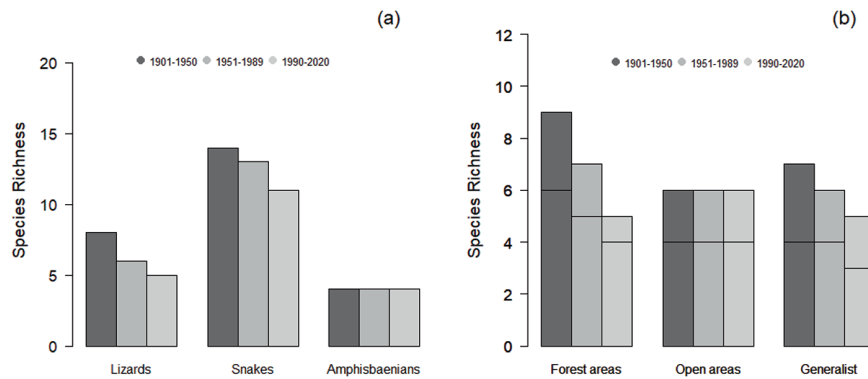 (a)
● 1901-1950 ● 1951-1989 ● 1990-2020
Species Richness
20
15
10
5
0
Lizards Snakes Amphisbaenians
(b)
● 1901-1950 ● 1951-1989 ● 1990-2020
Species Richness
12
10
8
6
4
2
0
Forest areas Open areas Generalist